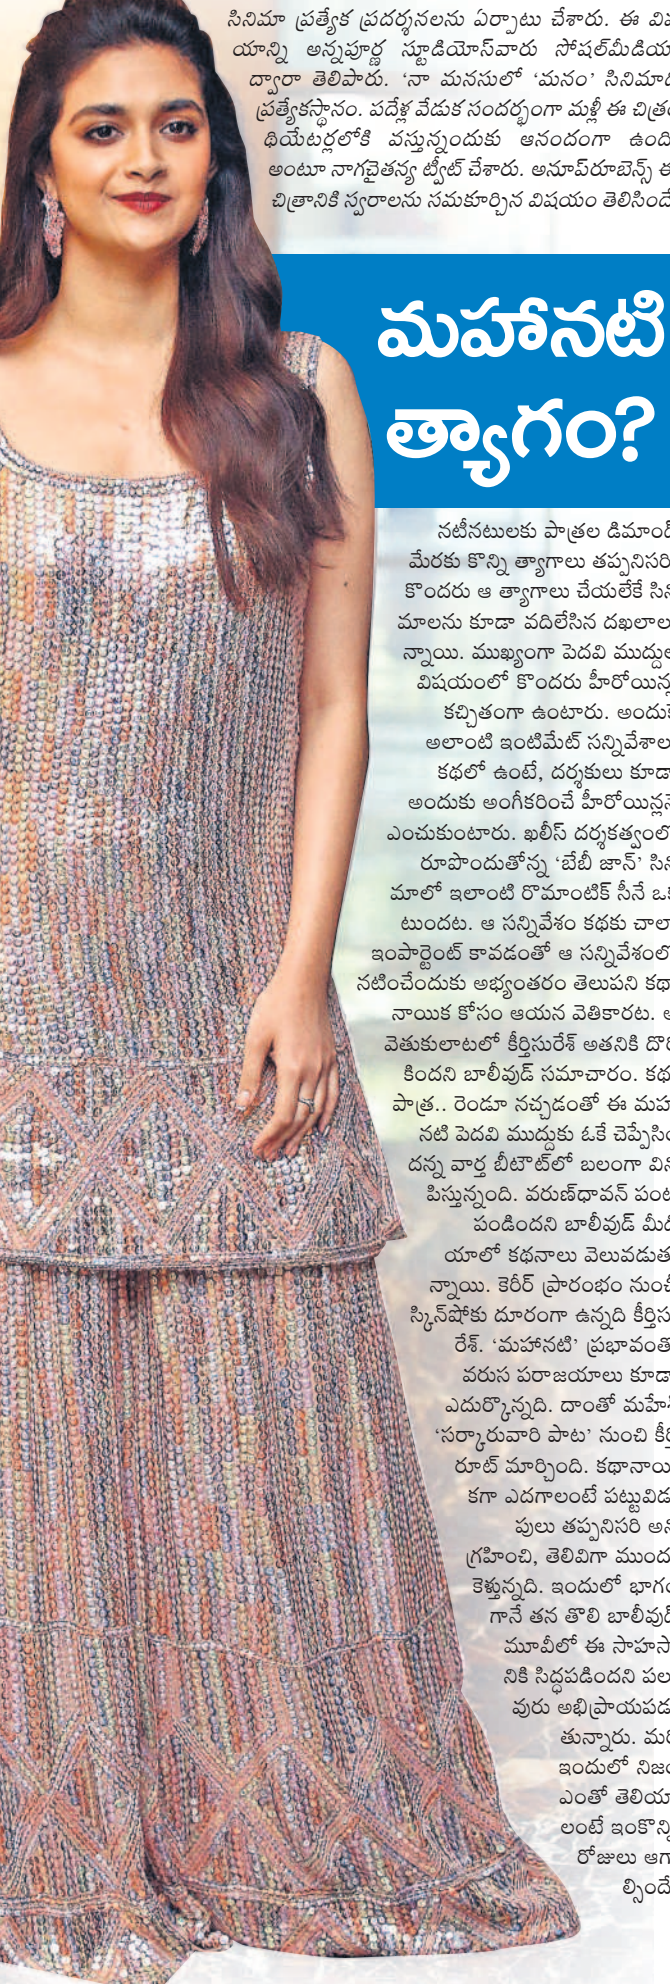 సినిమా ప్రత్యేక ప్రదర్శనలను ఏర్పాటు చేశారు. ఈ విష
యాన్ని అన్నపూర్ణ స్టూడియోస్‌వారు సోషల్‌మీడియా
ద్వారా తెలిపారు. ‘నా మనసులో ‘మనం’ సినిమాది
ప్రత్యేకస్థానం. పదేళ్ల వేడుక సందర్భంగా మళ్లీ ఈ చిత్రం
థియేటర్లలోకి వస్తున్నందుకు ఆనందంగా ఉంది
అంటూ నాగచైతన్య ట్వీట్ చేశారు. అనూప్‌రూబెన్స్ ఈ
చిత్రానికి స్వరాలను సమకూర్చిన విషయం తెలిసిందే
మహానటి
త్యాగం?
నటీనటులకు పాత్రల డిమాండ్
మేరకు కొన్ని త్యాగాలు తప్పనిసరి
కొందరు ఆ త్యాగాలు చేయలేకే సిని
మాలను కూడా వదిలేసిన దఖలాలు
న్నాయి. ముఖ్యంగా పెదవి ముద్దుల
విషయంలో కొందరు హీరోయిన్లు
కచ్చితంగా ఉంటారు. అందుకే
అలాంటి ఇంటిమేట్ సన్నివేశాలు
కథలో ఉంటే, దర్శకులు కూడా
అందుకు అంగీకరించే హీరోయిన్లనే
ఎంచుకుంటారు. ఖలీస్ దర్శకత్వంలో
రూపొందుతోన్న ‘బేబీ జాన్’ సిని
మాలో ఇలాంటి రొమాంటిక్ సీనే ఒక
టుందట. ఆ సన్నివేశం కథకు చాలా
ఇంపార్టెంట్ కావడంతో ఆ సన్నివేశంలో
నటించేందుకు అభ్యంతరం తెలుపని కథా
నాయిక కోసం ఆయన వెతికారట. ఆ
వెతుకులాటలో కీర్తిసురేశ్ అతనికి దొరి
కిందని బాలీవుడ్ సమాచారం. కథ
పాత్ర.. రెండూ నచ్చడంతో ఈ మహా
నటి పెదవి ముద్దుకు ఓకే చెప్పేసిం
దన్న వార్త బీటౌట్‌లో బలంగా విని
పిస్తున్నంది. వరుణ్‌ధావన్ పంట
పండిందని బాలీవుడ్ మీడి
యాలో కథనాలు వెలువడుతు
న్నాయి. కెరీర్ ప్రారంభం నుంచీ
స్కిన్‌షోకు దూరంగా ఉన్నది కీర్తిసు
రేశ్. ‘మహానటి’ ప్రభావంతో
వరుస పరాజయాలు కూడా
ఎదుర్కొన్నది. దాంతో మహేశ్
‘సర్కారువారి పాట’ నుంచి కీర్తి
రూట్ మార్చింది. కథానాయి
కగా ఎదగాలంటే పట్టువిడు
పులు తప్పనిసరి అని
గ్రహించి, తెలివిగా ముందు
కెళ్తున్నది. ఇందులో భాగం
గానే తన తొలి బాలీవుడ్
మూవీలో ఈ సాహసా
నికి సిద్ధపడిందని పలు
వురు అభిప్రాయపడు
తున్నారు. మరి
ఇందులో నిజం
ఎంతో తెలియా
లంటే ఇంకొన్ని
రోజులు ఆగా
ల్సిందే